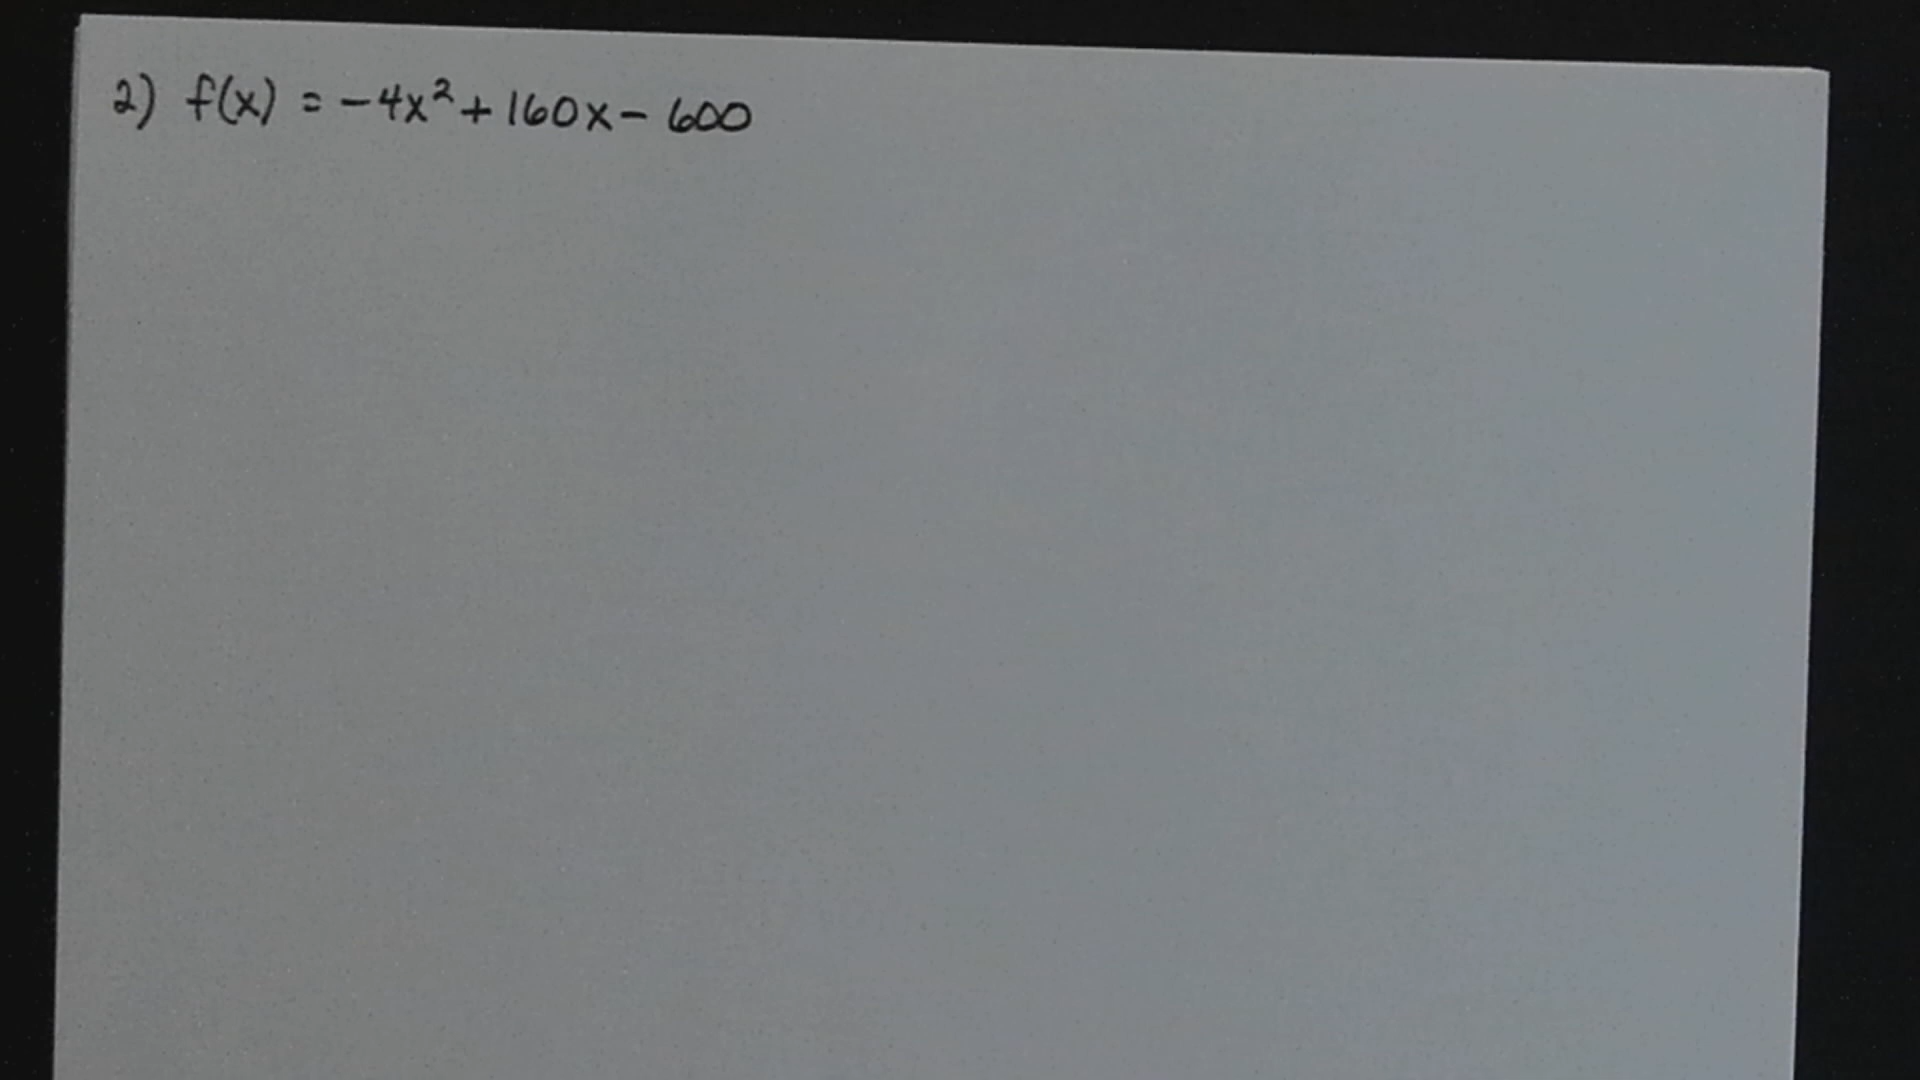 2) f(x) = -4x² + 160x - 600